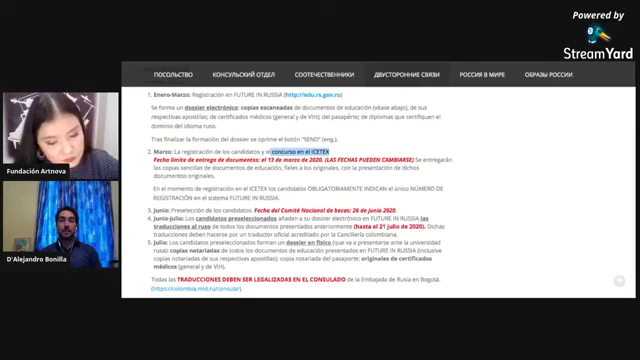 Powered by
StreamYard
ПОСОЛЬСТВО КОНСУЛЬСКИЙ ОТДЕЛ СООТЕЧЕСТВЕННИКИ ДВУСТОРОННИЕ СВЯЗИ РОССИЯ В МИРЕ ОБРАЗЫ РОССИИ
1. Enero-Marzo: Registración en FUTURE IN RUSSIA (http://edu.rs.gov.ru)
Se forma un dossier electrónico: copias escaneadas de documentos de educación (véase abajo), de sus
respectivas apostillas; de certificados médicos (general y de VIH); del pasaporte; de diplomas que certifiquen el
dominio del idioma ruso.
Tras finalizar la formación del dossier se oprime el botón "SEND" (eng.).
2. Marzo: La registración de los candidatos y el concurso en el ICETEX
Fecha límite de entrega de documentos: el 13 de marzo de 2020. (LAS FECHAS PUEDEN CAMBIARSE) Se entregarán
las copias sencillas de documentos de educación, fieles a los originales, con la presentación de dichos
documentos originales.
En el momento de registración en el ICETEX los candidatos OBLIGATORIAMENTE INDICAN el único NÚMERO DE
REGISTRACIÓN en el sistema FUTURE IN RUSSIA.
3. Junio: Preselección de los candidatos. Fecha del Comité Nacional de becas: 26 de junio 2020.
4. Junio-julio: Los candidatos preseleccionados añaden a su dossier electrónico en FUTURE IN RUSSIA las
traducciones al ruso de todos los documentos presentados anteriormente (hasta el 21 julio de 2020). Dichas
traducciones deben hacerse por un traductor oficial acreditado por la Cancillería colombiana.
5. Julio: Los candidatos preseleccionados forman un dossier en físico (que va a presentarse ante la universidad
rusa): copias notariadas de todos los documentos de educación presentados en FUTURE IN RUSSIA (inclusive
copias notariadas de sus respectivas apostillas); copia notariada del pasaporte; originales de certificados
médicos (general y de VIH).
Todas las TRADUCCIONES DEBEN SER LEGALIZADAS EN EL CONSULADO de la Embajada de Rusia en Bogotá.
(https://colombia.mid.ru/consular)
Fundación Artnova
D'Alejandro Bonilla